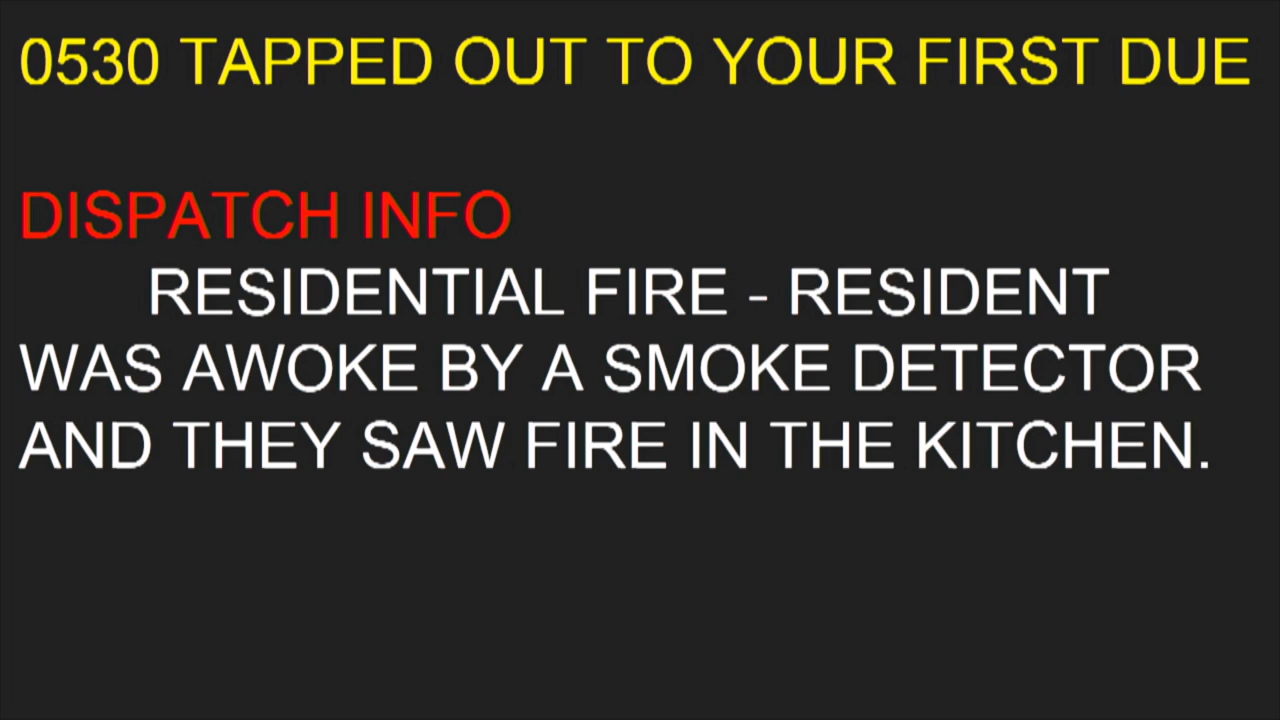 0530 TAPPED OUT TO YOUR FIRST DUE
DISPATCH INFO
RESIDENTIAL FIRE - RESIDENT
WAS AWOKE BY A SMOKE DETECTOR
AND THEY SAW FIRE IN THE KITCHEN.